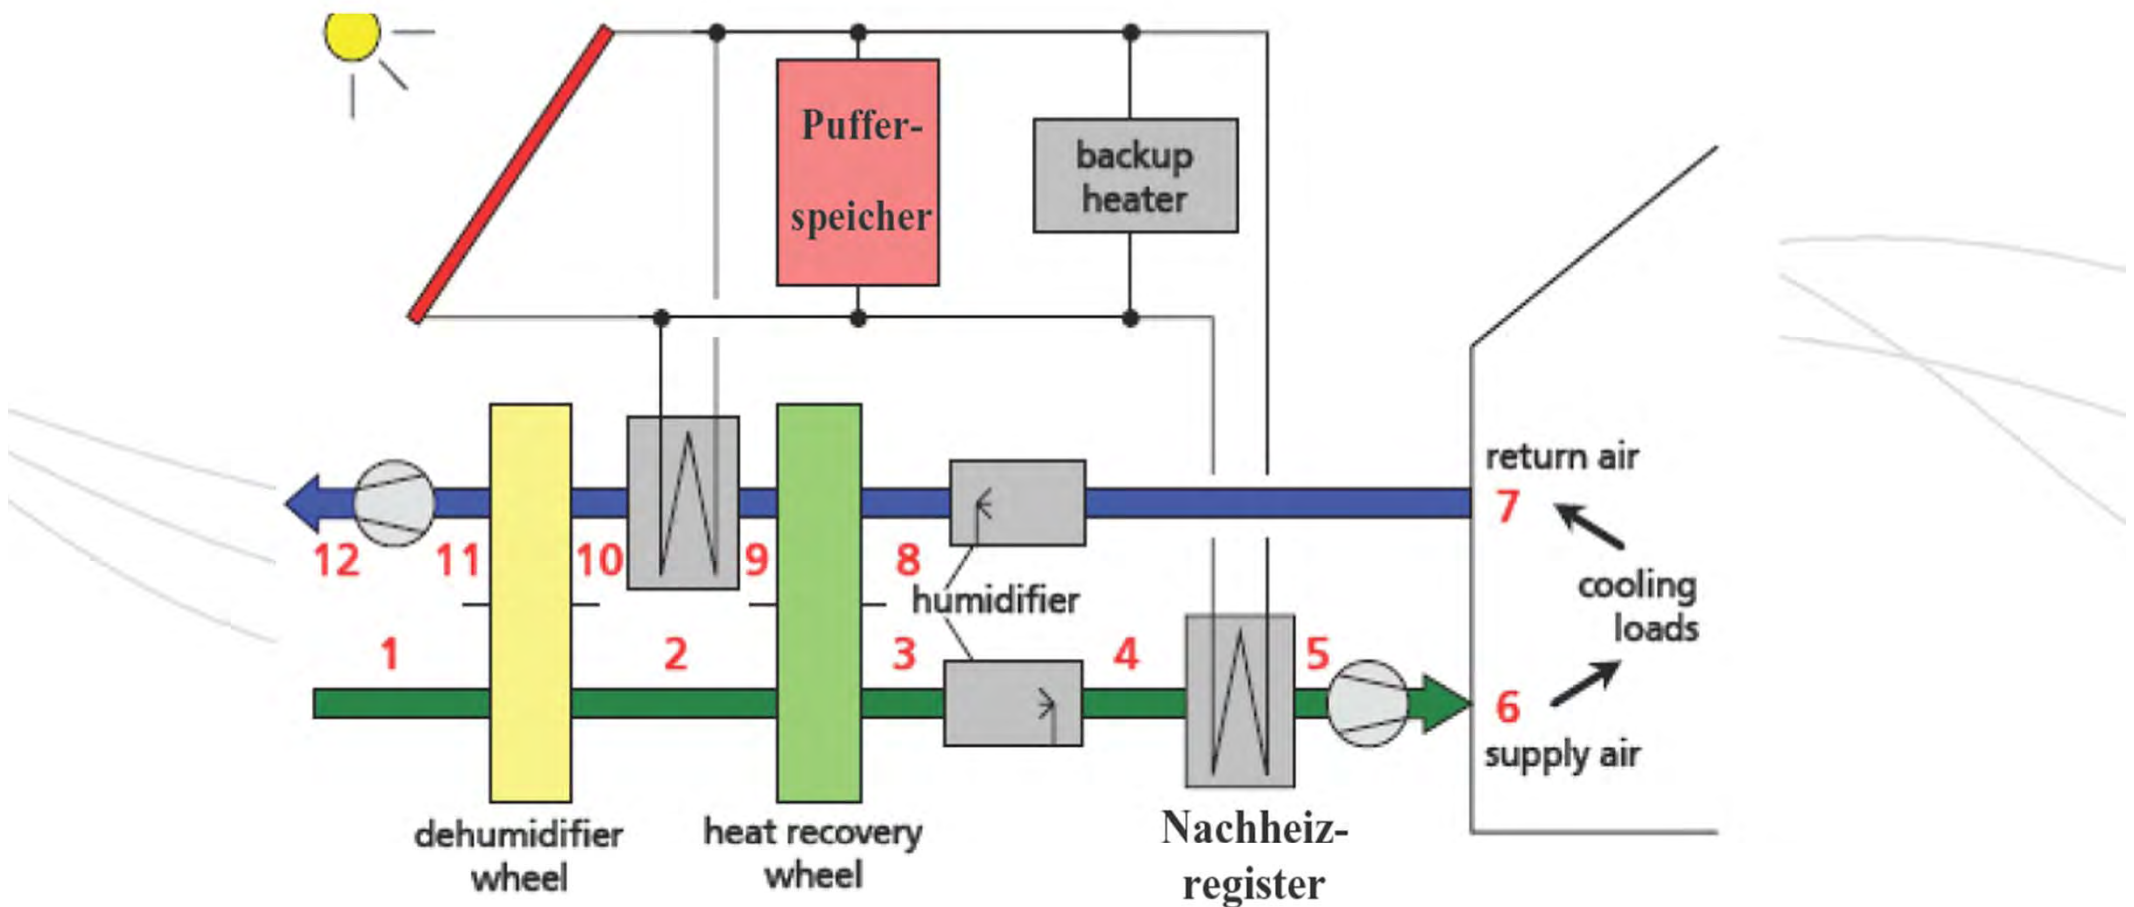 Puffer-
speicher
backup
heater
return air
7
12
11
10
9
8
humidifier
cooling
loads
1
2
3
4
5
6
supply air
dehumidifier
wheel
heat recovery
wheel
Nachheiz-
register